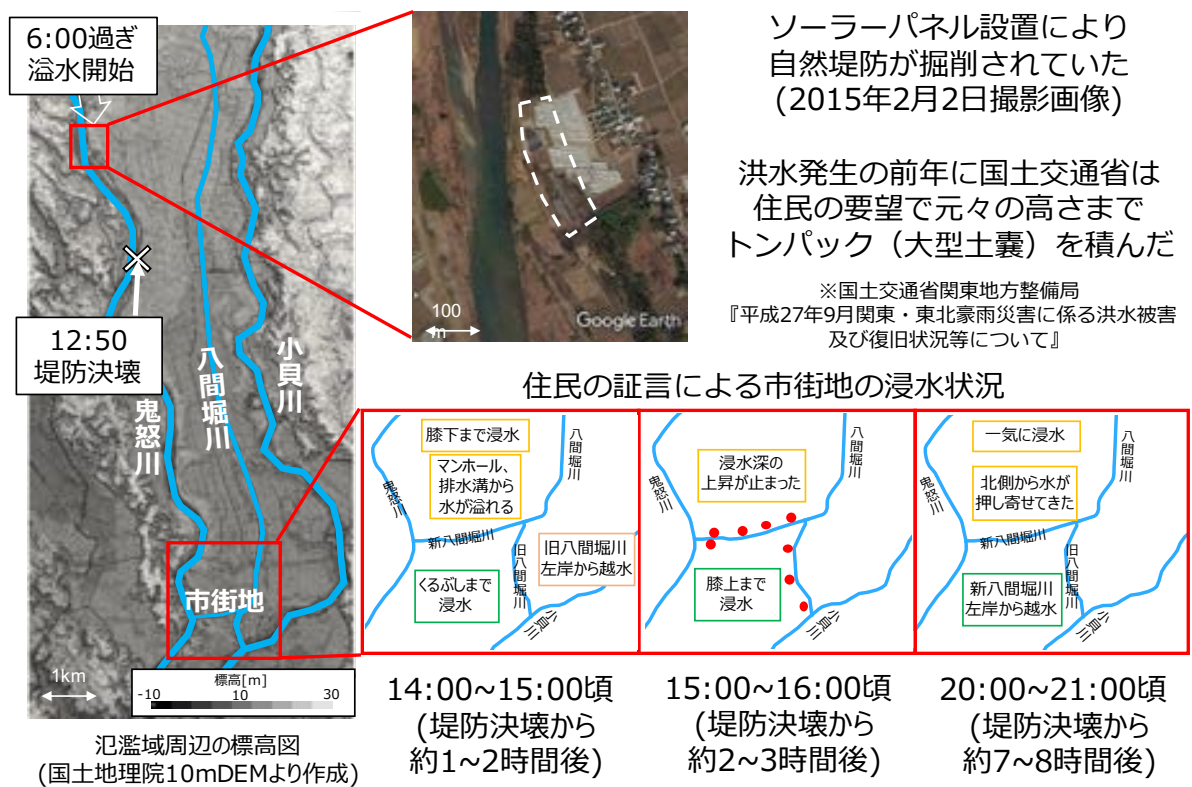 6:00過ぎ
溢水開始
12:50
堤防決壊
鬼怒川
八間堀川
小貝川
市街地
1km
標高[m]
-10 10 30
氾濫域周辺の標高図
(国土地理院10mDEMより作成)
100
m
Google Earth
ソーラーパネル設置により
自然堤防が掘削されていた
(2015年2月2日撮影画像)
洪水発生の前年に国土交通省は
住民の要望で元々の高さまで
トンパック（大型土嚢）を積んだ
※国土交通省関東地方整備局
『平成27年9月関東・東北豪雨災害に係る洪水被害
及び復旧状況等について』
住民の証言による市街地の浸水状況
膝下まで浸水
マンホール、
排水溝から
水が溢れる
八間堀川
鬼怒川
新八間堀川
旧八間堀川
旧八間堀川
左岸から越水
くるぶしまで
浸水
小貝川
14:00~15:00頃
(堤防決壊から
約1~2時間後)
浸水深の
上昇が止まった
八間堀川
鬼怒川
新八間堀川
旧八間堀川
膝上まで
浸水
小貝川
15:00~16:00頃
(堤防決壊から
約2~3時間後)
一気に浸水
北側から水が
押し寄せてきた
八間堀川
鬼怒川
新八間堀川
旧八間堀川
新八間堀川
左岸から越水
小貝川
20:00~21:00頃
(堤防決壊から
約7~8時間後)